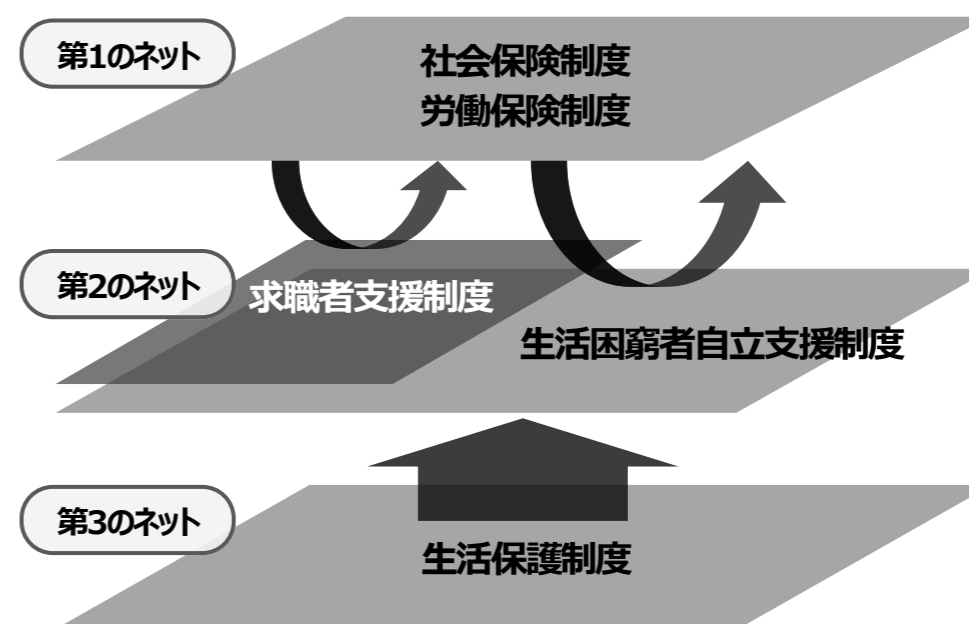 第1のネット
社会保険制度
労働保険制度
第2のネット
求職者支援制度
生活困窮者自立支援制度
第3のネット
生活保護制度